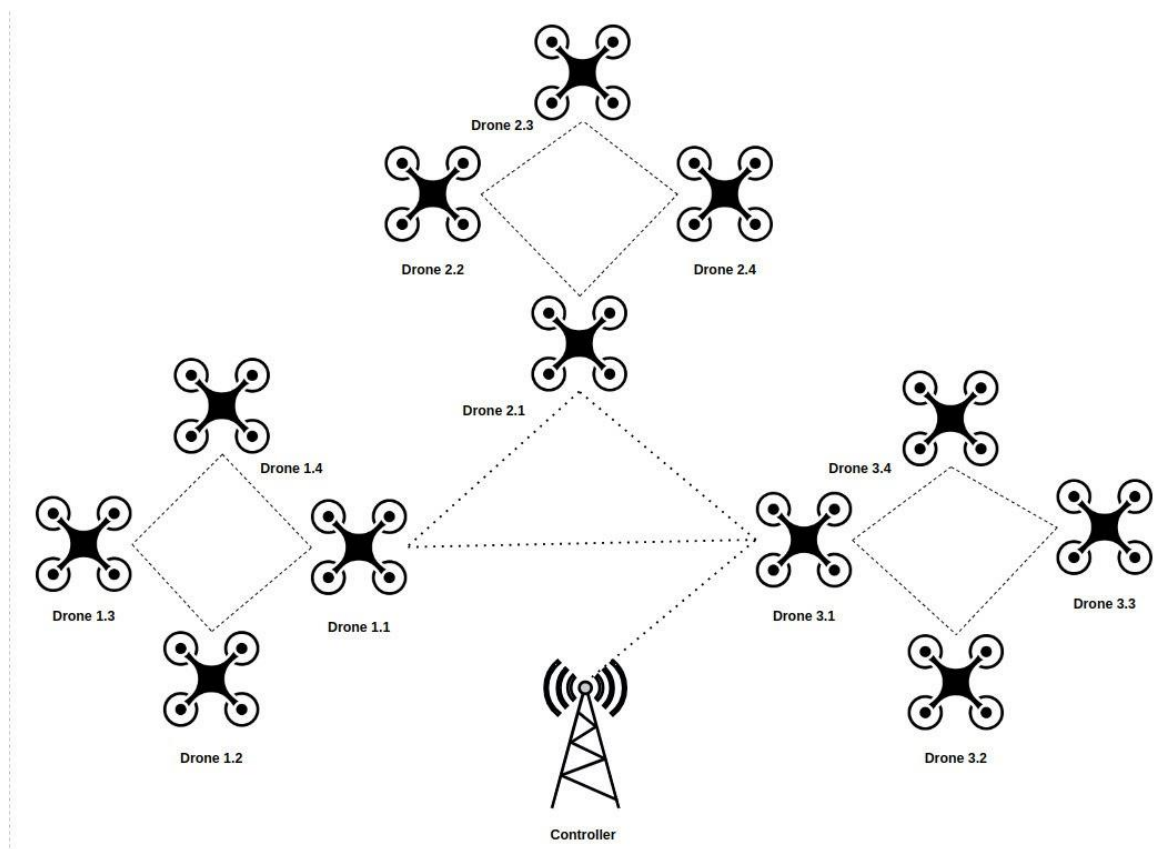 Drone 2.3
Drone 2.2
Drone 2.4
Drone 2.1
Drone 1.4
Drone 3.4
Drone 1.3
Drone 1.1
Drone 3.1
Drone 3.3
Drone 1.2
Drone 3.2
Controller